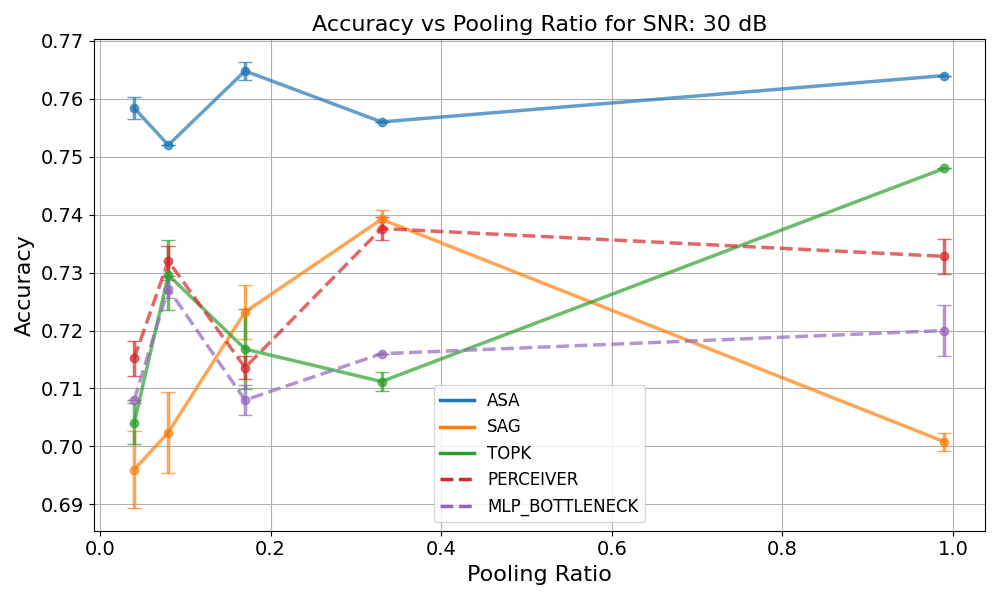 Accuracy vs Pooling Ratio for SNR: 30 dB
0.77
0.76
0.75
0.74
0.73
0.72
0.71
0.70
0.69
Accuracy
ASA
SAG
TOPK
PERCEIVER
MLP_BOTTLENECK
0.0 0.2 0.4 0.6 0.8 1.0
Pooling Ratio